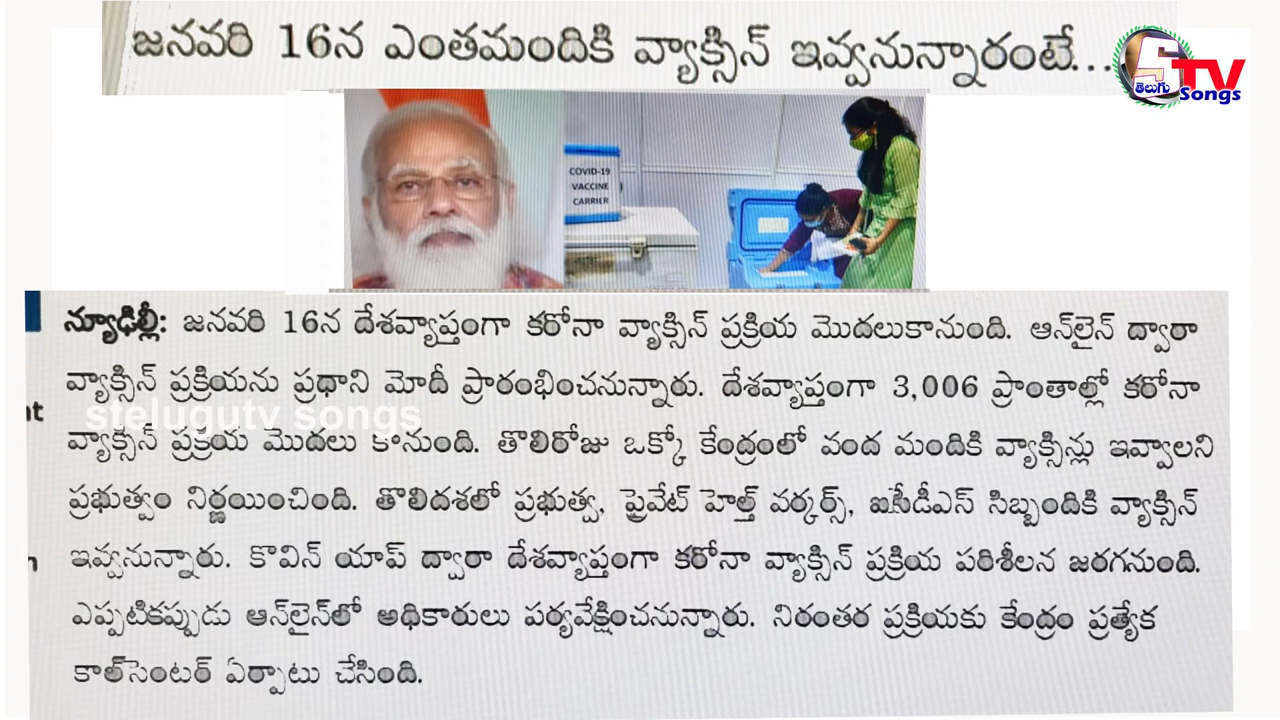 జనవరి 16న ఎంతమందికి వ్యాక్సిన్ ఇవ్వనున్నారంటే...
తెలుగు
TV
Songs
COVID-19
VACCINE
CARRIER
న్యూఢిల్లీ: జనవరి 16న దేశవ్యాప్తంగా కరోనా వ్యాక్సిన్ ప్రక్రియ మొదలుకానుంది. ఆన్‌లైన్ ద్వారా
వ్యాక్సిన్ ప్రక్రియను ప్రధాని మోదీ ప్రారంభించనున్నారు. దేశవ్యాప్తంగా 3,006 ప్రాంతాల్లో కరోనా
stelugutv songs
వ్యాక్సిన్ ప్రక్రియ మొదలు కానుంది. తొలిరోజు ఒక్కో కేంద్రంలో వంద మందికి వ్యాక్సిన్లు ఇవ్వాలని
ప్రభుత్వం నిర్ణయించింది. తొలిదశలో ప్రభుత్వ, ప్రైవేట్ హెల్త్ వర్కర్స్, ఐసీడీఎస్ సిబ్బందికి వ్యాక్సిన్
ఇవ్వనున్నారు. కొవిన్ యాప్ ద్వారా దేశవ్యాప్తంగా కరోనా వ్యాక్సిన్ ప్రక్రియ పరిశీలన జరగనుంది.
ఎప్పటికప్పుడు ఆన్‌లైన్‌లో అధికారులు పర్యవేక్షించనున్నారు. నిరంతర ప్రక్రియకు కేంద్రం ప్రత్యేక
కాల్‌సెంటర్ ఏర్పాటు చేసింది.